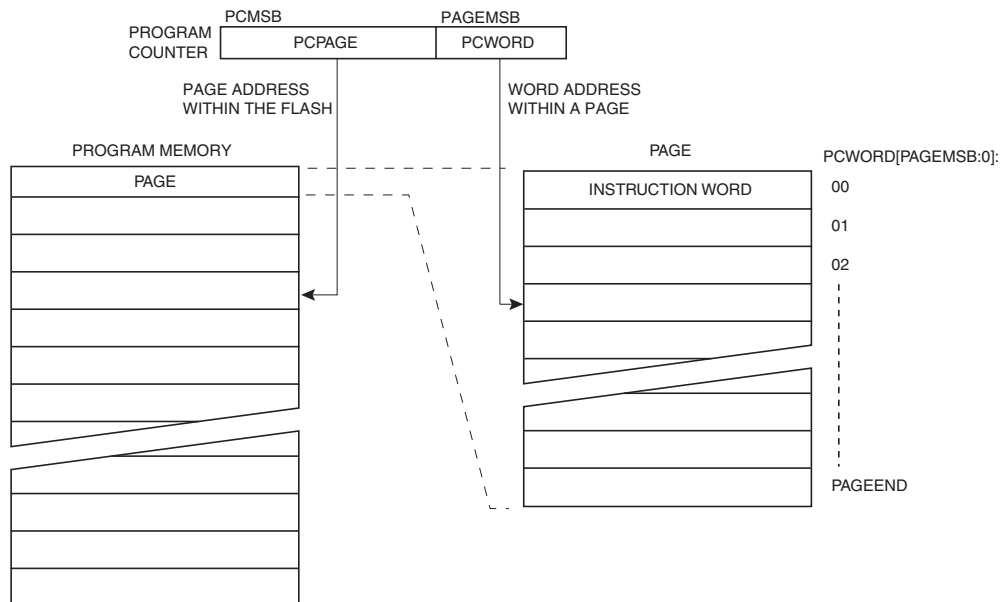 PCMSB PAGEMSB
PROGRAM
COUNTER
PCPAGE PCWORD
PAGE ADDRESS
WITHIN THE FLASH
WORD ADDRESS
WITHIN A PAGE
PROGRAM MEMORY
PAGE
PAGE
PCWORD[PAGEMSB:0]:
INSTRUCTION WORD
00
01
02
PAGEEND